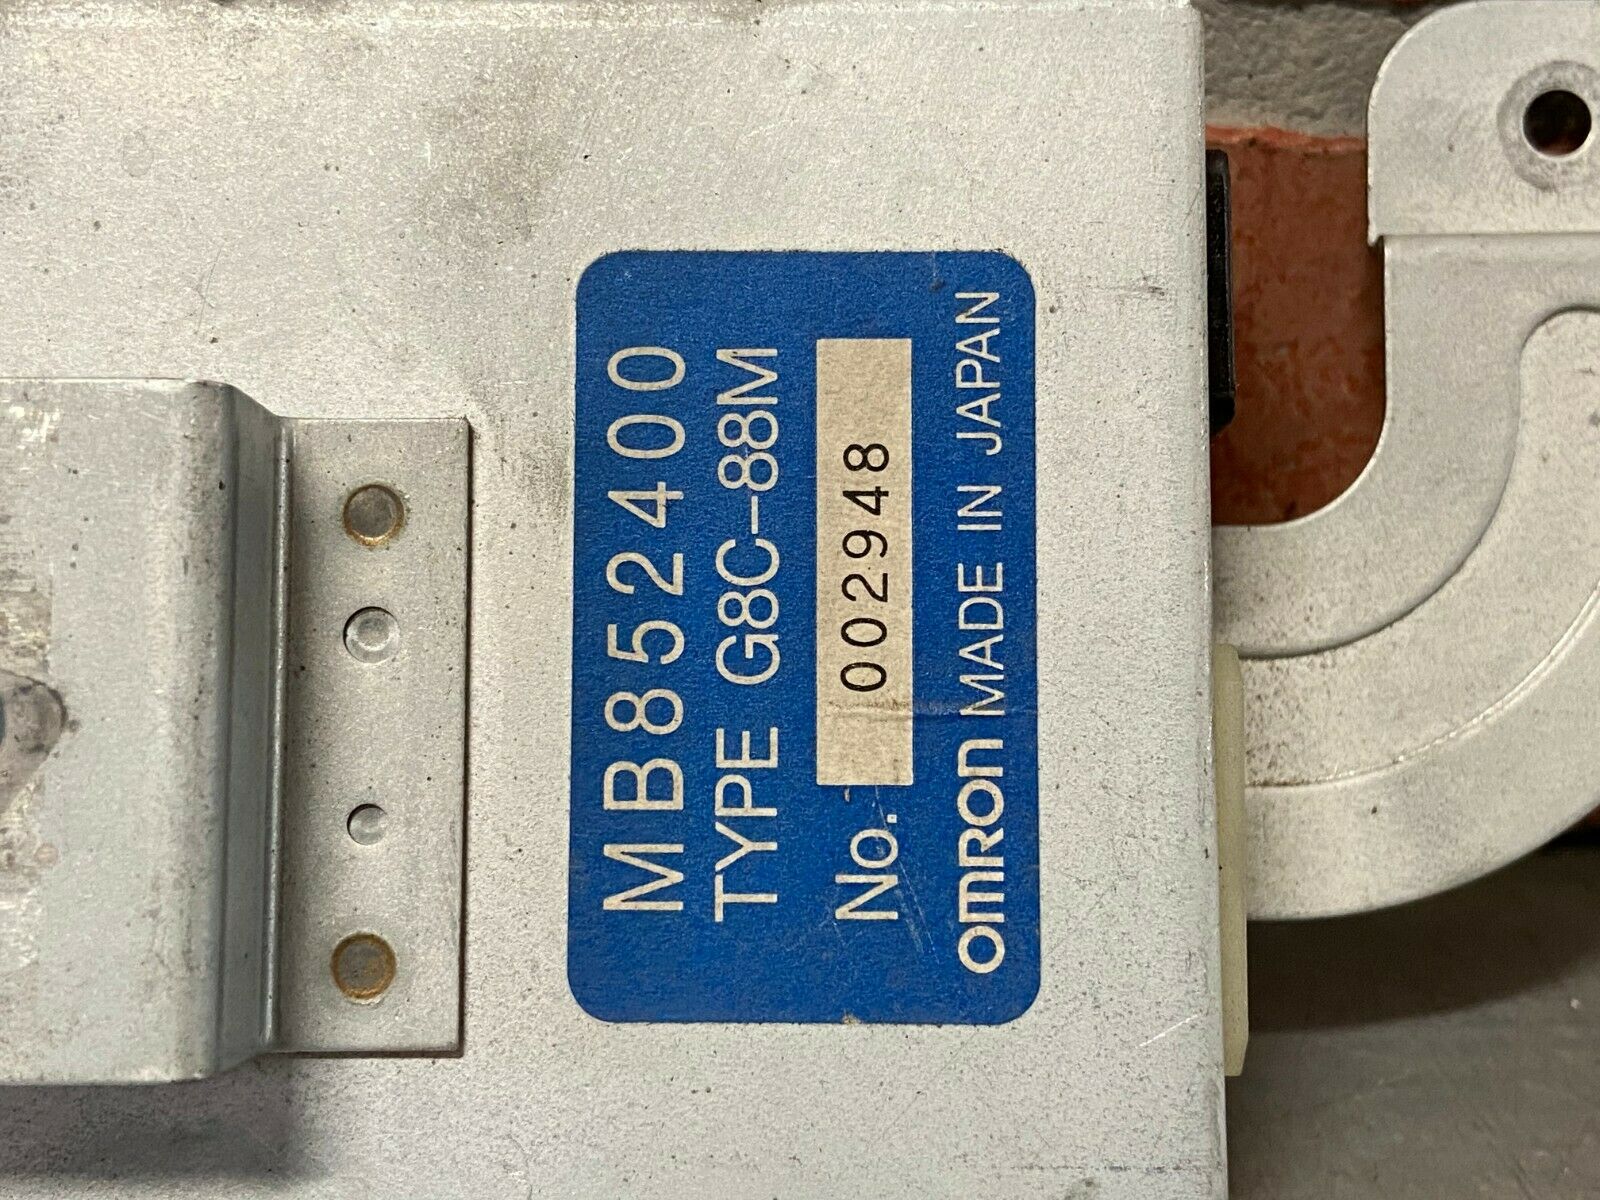 MB852400
TYPE G8C-88M
No. 002948
OMRON MADE IN JAPAN